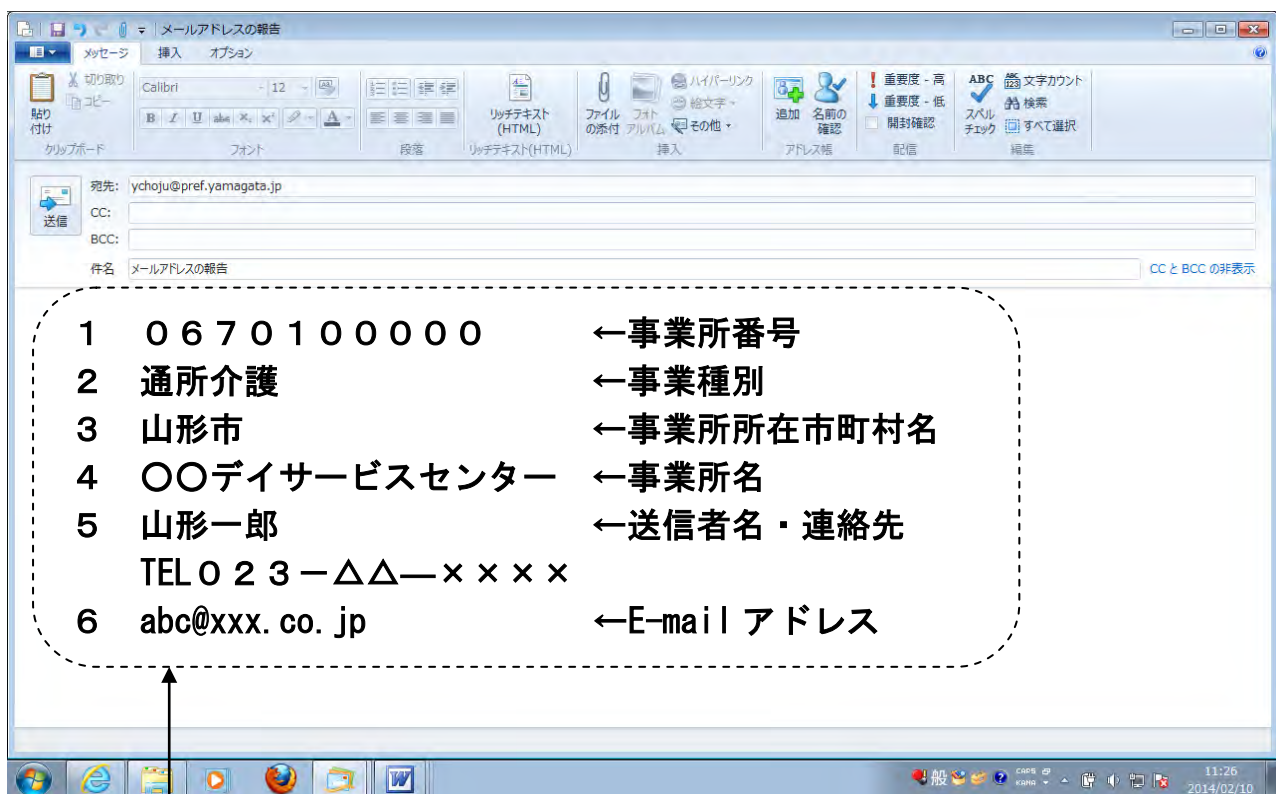 メールアドレスの報告
メッセージ 挿入 オプション
貼り付け
切り取り
コピー
クリップボード
Calibri 12
B I U abc X₂ X² A
フォント
段落
リッチテキスト(HTML)
リッチテキスト(HTML)
ファイルの添付
フォトアルバム
ハイパーリンク
絵文字
その他
挿入
追加
名前の確認
アドレス帳
重要度 - 高
重要度 - 低
開封確認
配信
ABC
スペルチェック
123 文字カウント
検索
すべて選択
編集
送信
宛先: ychoju@pref.yamagata.jp
CC:
BCC:
件名 メールアドレスの報告
CC と BCC の非表示
1 0670100000 ←事業所番号
2 通所介護 ←事業種別
3 山形市 ←事業所所在市町村名
4 〇〇デイサービスセンター ←事業所名
5 山形一郎 ←送信者名・連絡先
TEL023-△△―××××
6 abc@xxx.co.jp ←E-mail アドレス
般
CAPS
KANA
11:26
2014/02/10